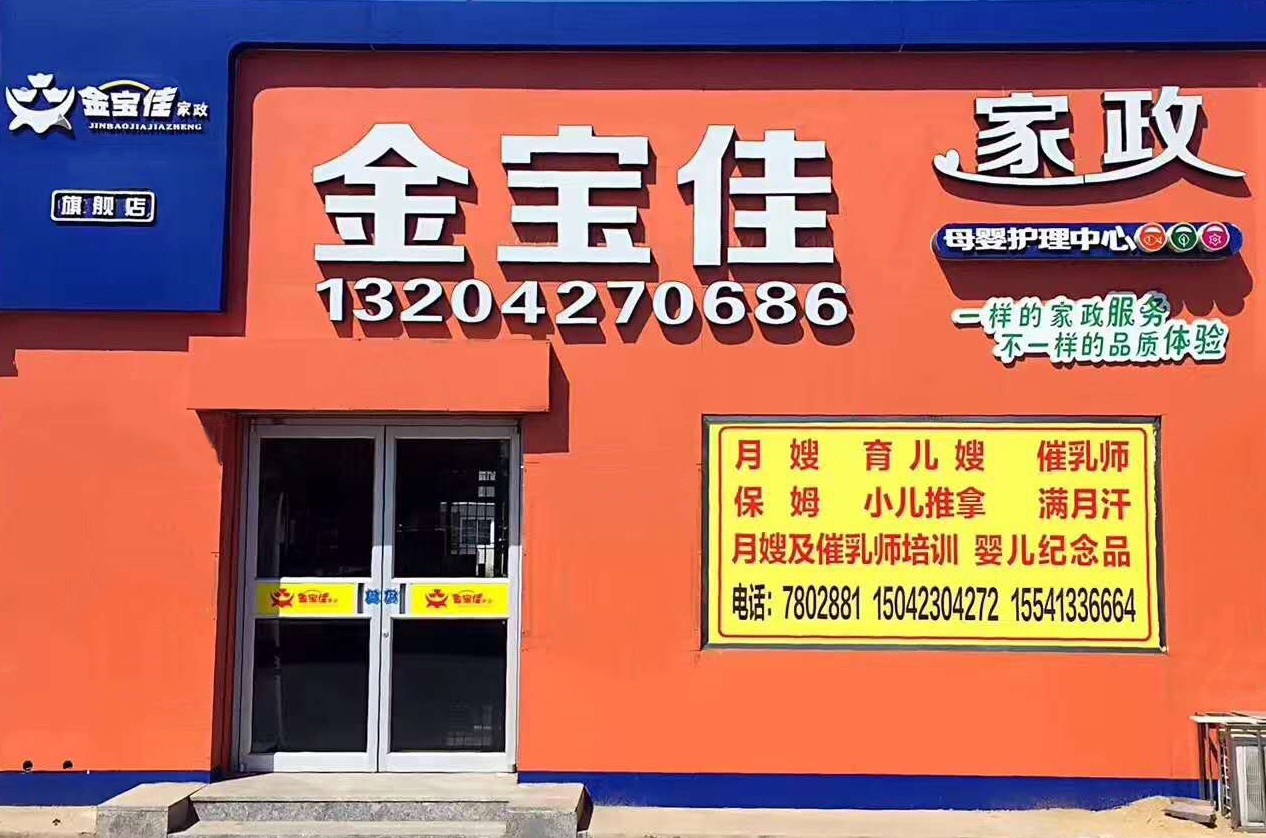 金宝佳家政
JINBAOJIAJIAZHENG
旗舰店
金宝佳
13204270686
家政
母婴护理中心
一样的家政服务
不一样的品质体验
月嫂 育儿嫂 催乳师
保姆 小儿推拿 满月汗
月嫂及催乳师培训 婴儿纪念品
电话：7802881 15042304272 15541336664
金宝佳
金宝佳